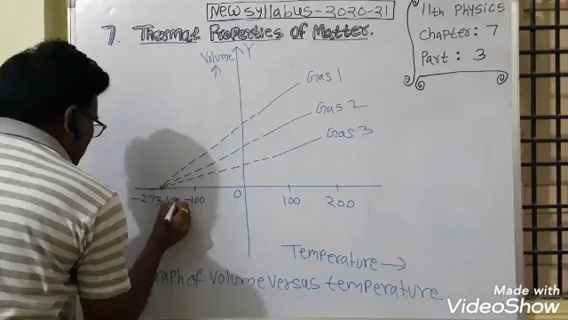 New syllabus-2020-21
11th Physics
Chapter: 7
Part: 3
7. Thermal Properties of Matter.
Volume ↑
Y
Gas 1
Gas 2
Gas 3
-273
-100
0
100
200
Temperature →
of volume versus temperature
Made with
VideoShow